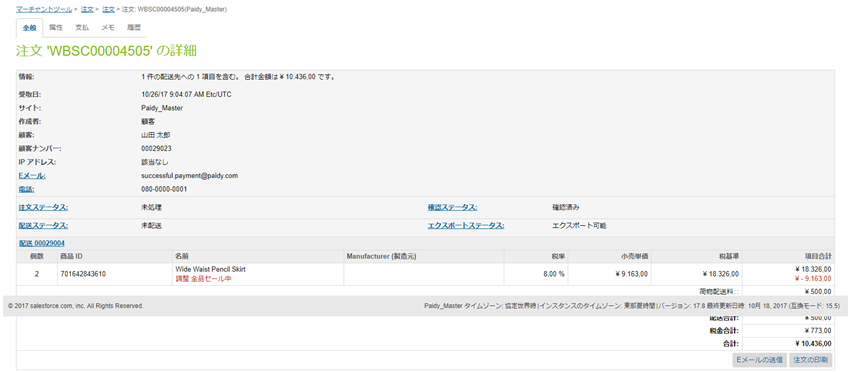 マーチャントツール > 注文 > 注文 > 注文: WBSC00004505(Paidy_Master)
全般 属性 支払 メモ 履歴
注文 'WBSC00004505' の詳細
情報: 1 件の配送先への 1 項目を含む。 合計金額は ¥ 10.436,00 です。
受取日: 10/26/17 9:04:07 AM Etc/UTC
サイト: Paidy_Master
作成者: 顧客
顧客: 山田 太郎
顧客ナンバー: 00029023
IP アドレス: 該当なし
Eメール: successful.payment@paidy.com
電話: 080-0000-0001
注文ステータス: 未処理 確認ステータス: 確認済み
配送ステータス: 未配送 エクスポートステータス: エクスポート可能
配送 00029004
個数 商品 ID 名前 Manufacturer (製造元) 税率 小売単価 税基準 項目合計
2 701642843610 Wide Waist Pencil Skirt 8,00 % ¥ 9.163,00 ¥ 18.326,00 ¥ 18.326,00
調整 全品セール中 ¥ - 9.163,00
荷物配送料: : ¥ 500,00
© 2017 salesforce.com, inc. All Rights Reserved. Paidy_Master タイムゾーン: 協定世界時 | インスタンスのタイムゾーン: 東部夏時間 | バージョン: 17.8 最終更新日時: 10月 18, 2017 (互換モード: 15.5)
配送合計: ¥ 500,00
税金合計: ¥ 773,00
合計: ¥ 10.436,00
Eメールの送信 注文の印刷